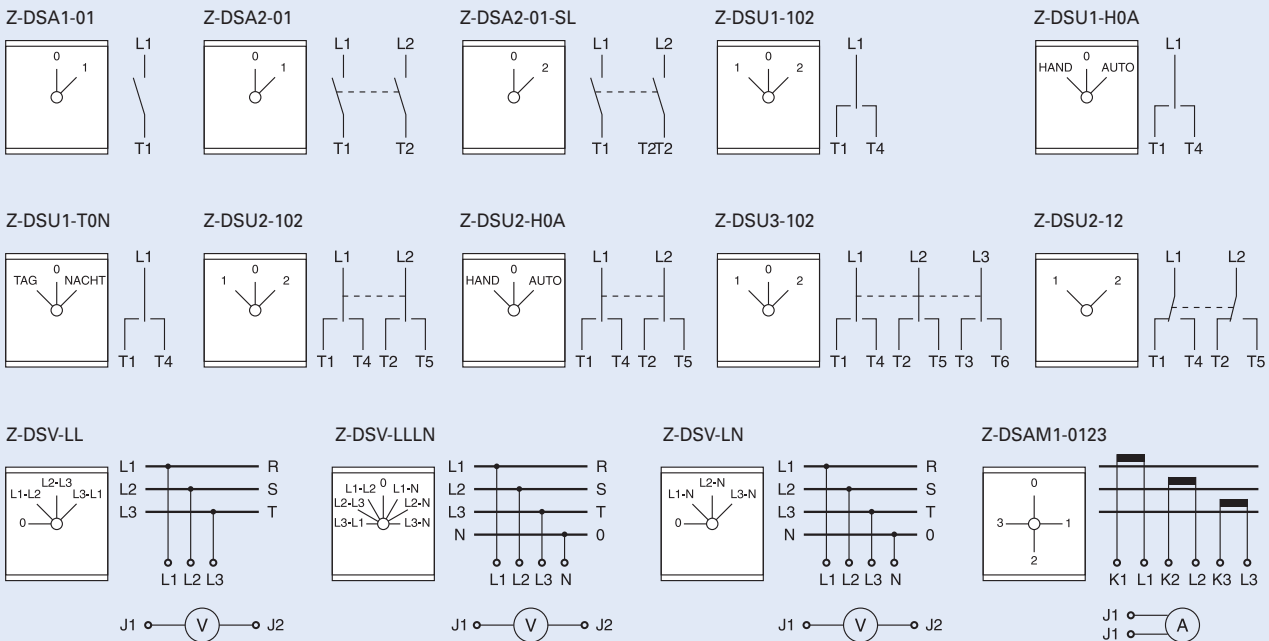 Z-DSA1-01 Z-DSA2-01 Z-DSA2-01-SL Z-DSU1-102 Z-DSU1-H0A
L1 L1 L2 L1 L2 L1 L1
0 0 0 0 0
1 1 2 1 2 HAND AUTO
T1 T1 T2 T1 T2T2 T1 T4 T1 T4
Z-DSU1-T0N Z-DSU2-102 Z-DSU2-H0A Z-DSU3-102 Z-DSU2-12
L1 L1 L2 L1 L2 L1 L2 L3 L1 L2
0 0 0 0
TAG NACHT 1 2 HAND AUTO 1 2 1 2
T1 T4 T1 T4 T2 T5 T1 T4 T2 T5 T1 T4 T2 T5 T3 T6 T1 T4 T2 T5
Z-DSV-LL Z-DSV-LLLN Z-DSV-LN Z-DSAM1-0123
L1 R L1 R L1 R
L2-L3 0 L2-N 0
L1-L2 L3-L1 L2 S L1-L2 L1-N L2 S L1-N L3-N L2 S
L2-L3 L2-N
L3 T L3 T L3 T
0 L3-L1 L3-N 0 3 1
N 0 N 0
2
L1 L2 L3 L1 L2 L3 N L1 L2 L3 N K1 L1 K2 L2 K3 L3
J1 V J2 J1 V J2 J1 V J2 J1 A
J1